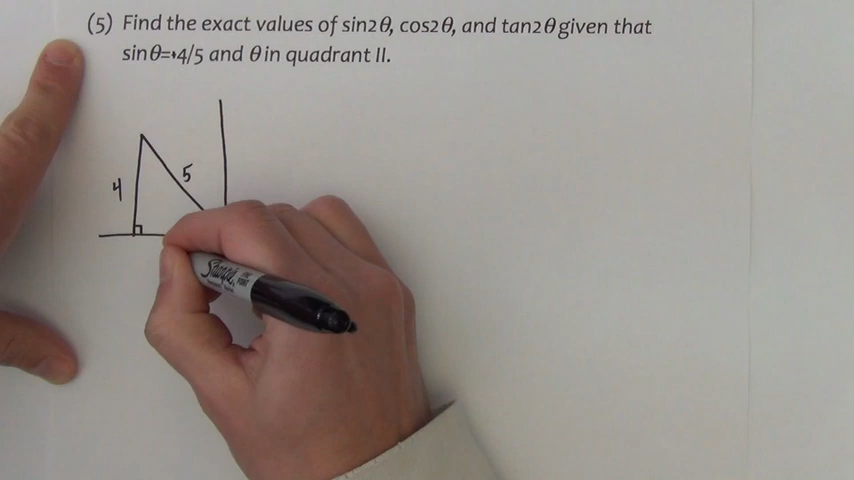 (5) Find the exact values of sin2θ, cos2θ, and tan2θ given that
sinθ=+4/5 and θ in quadrant II.
5
4
Sharpie